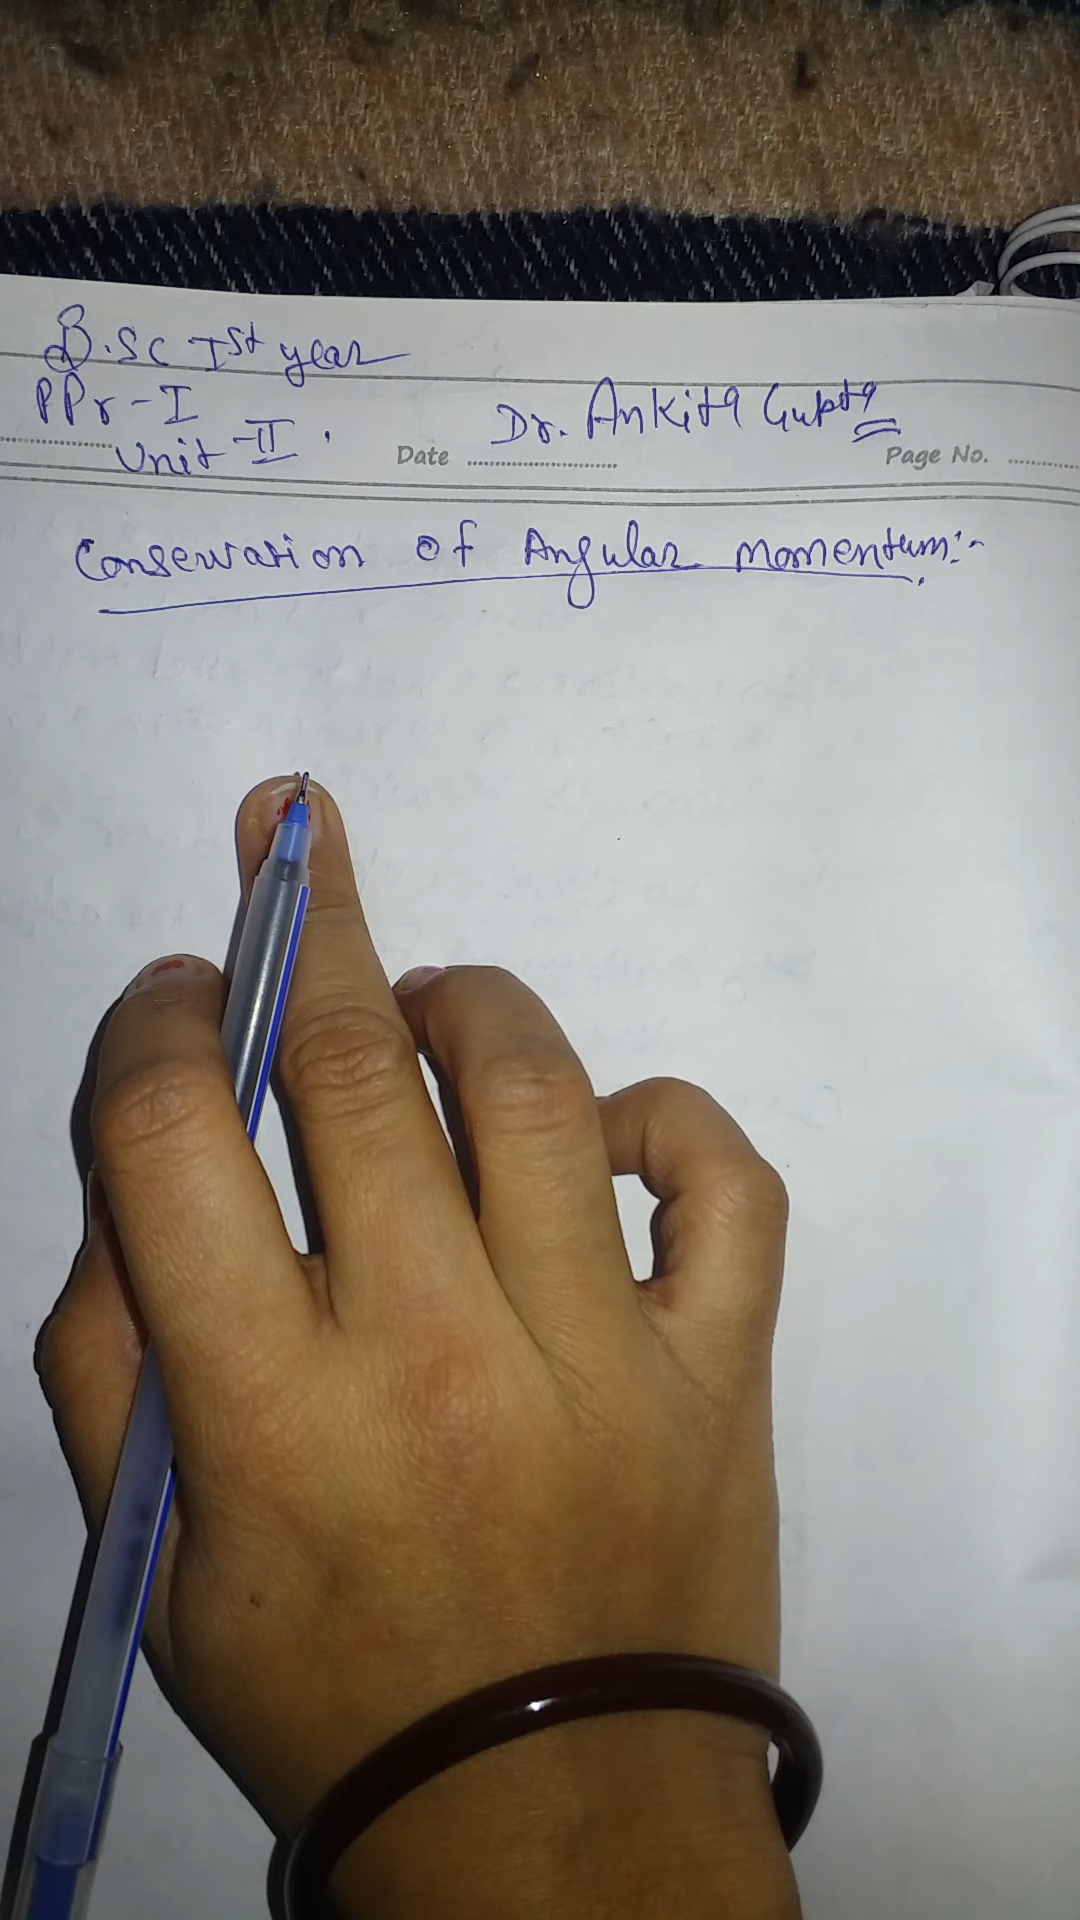 B.Sc Ist year
PPr-I
Dr. Ankita Gupta
Unit-II.
Date
Page No.
Conservation of Angular momentum:-